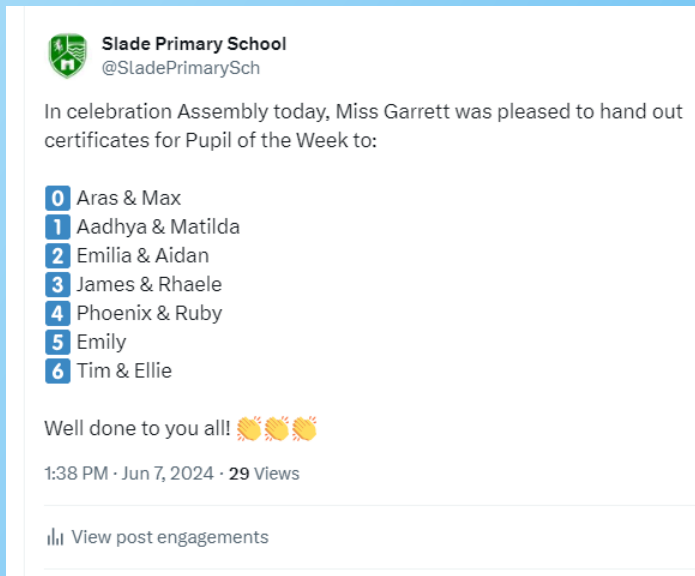 Slade Primary School
@SladePrimarySch
In celebration Assembly today, Miss Garrett was pleased to hand out
certificates for Pupil of the Week to:
0 Aras & Max
1 Aadhya & Matilda
2 Emilia & Aidan
3 James & Rhaele
4 Phoenix & Ruby
5 Emily
6 Tim & Ellie
Well done to you all! 👏👏👏
1:38 PM · Jun 7, 2024 · 29 Views
View post engagements